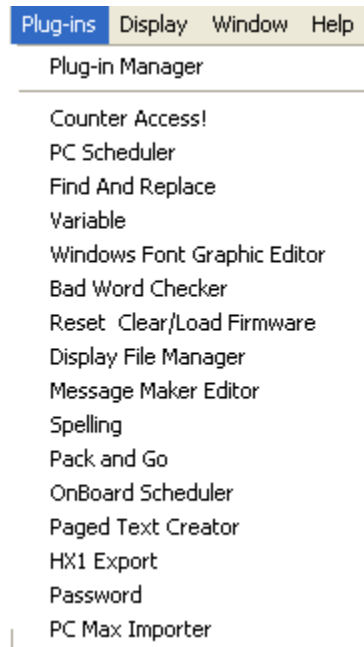 Plug-ins Display Window Help
Plug-in Manager
Counter Access!
PC Scheduler
Find And Replace
Variable
Windows Font Graphic Editor
Bad Word Checker
Reset  Clear/Load Firmware
Display File Manager
Message Maker Editor
Spelling
Pack and Go
OnBoard Scheduler
Paged Text Creator
HX1 Export
Password
PC Max Importer